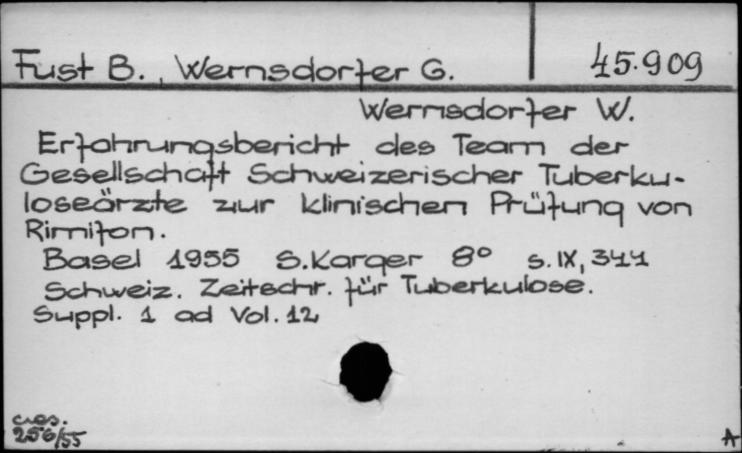 Fust B., Wernsdorfer G.
45.909
Wernsdorfer W.
Erfahrungsbericht des Team der
Gesellschaft Schweizerischer Tuberku-
loseärzte zur klinischen Prüfung von
Rimifon.
Basel 1955 S.Karger 8° s.IX, 344
Schweiz. Zeitschr. für Tuberkulose.
Suppl. 1 ad Vol. 12
256/55
A